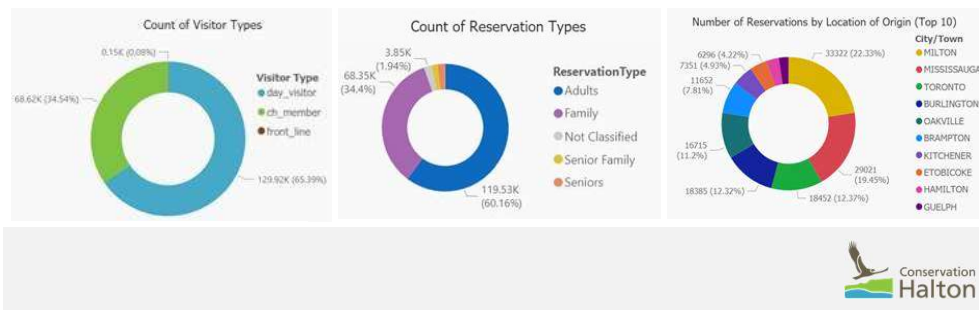 Count of Visitor Types
0.15K (0.08%)
68.62K (34.54%)
129.92K (65.39%)
Visitor Type
day_visitor
ch_member
front_line
Count of Reservation Types
3.85K
(1.94%)
68.35K
(34.4%)
119.53K
(60.16%)
ReservationType
Adults
Family
Not Classified
Senior Family
Seniors
Number of Reservations by Location of Origin (Top 10)
6296 (4.22%)
7351 (4.93%)
11652
(7.81%)
16715
(11.2%)
18385 (12.32%)
18452 (12.37%)
29021
(19.45%)
33322 (22.33%)
City/Town
MILTON
MISSISSAUGA
TORONTO
BURLINGTON
OAKVILLE
BRAMPTON
KITCHENER
ETOBICOKE
HAMILTON
GUELPH
Conservation
Halton